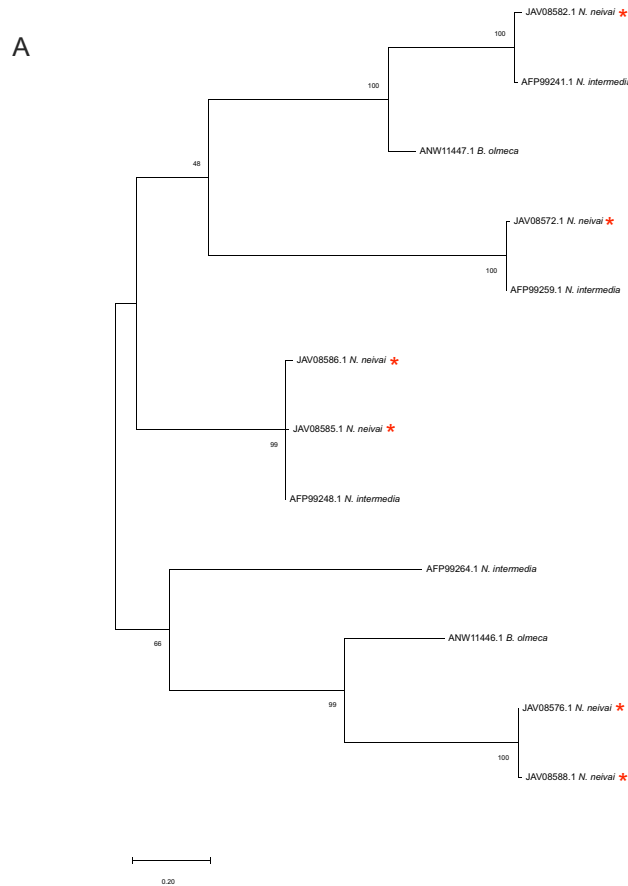 A
JAV08582.1 N. neivai *
100
AFP99241.1 N. intermedia
100
ANW11447.1 B. olmeca
48
JAV08572.1 N. neivai *
100
AFP99259.1 N. intermedia
JAV08586.1 N. neivai *
JAV08585.1 N. neivai *
99
AFP99248.1 N. intermedia
AFP99264.1 N. intermedia
66
ANW11446.1 B. olmeca
99
JAV08576.1 N. neivai *
100
JAV08588.1 N. neivai *
0.20